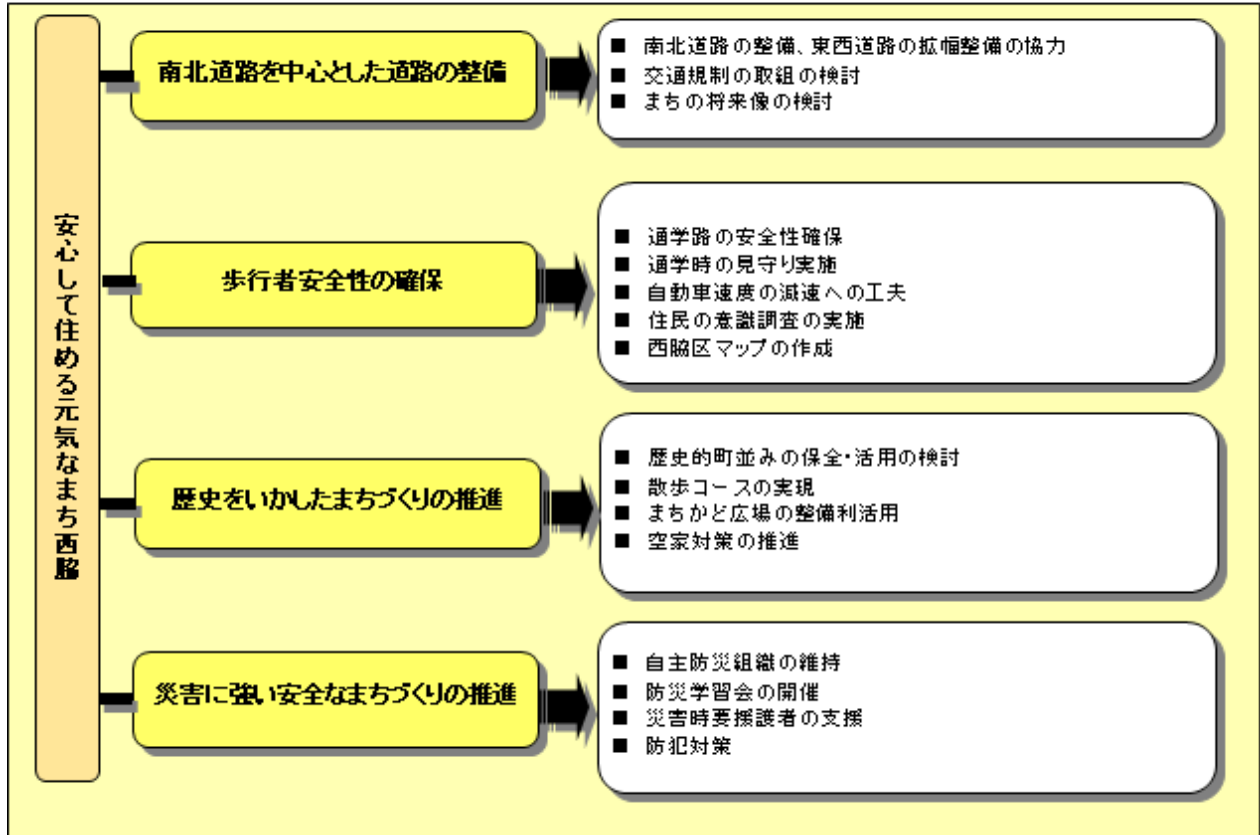 安心して住める元気なまち西脇
南北道路を中心とした道路の整備
■ 南北道路の整備、東西道路の拡幅整備の協力
■ 交通規制の取組の検討
■ まちの将来像の検討
歩行者安全性の確保
■ 通学路の安全性確保
■ 通学時の見守り実施
■ 自動車速度の減速への工夫
■ 住民の意識調査の実施
■ 西脇区マップの作成
歴史をいかしたまちづくりの推進
■ 歴史的町並みの保全・活用の検討
■ 散歩コースの実現
■ まちかど広場の整備利活用
■ 空家対策の推進
災害に強い安全なまちづくりの推進
■ 自主防災組織の維持
■ 防災学習会の開催
■ 災害時要援護者の支援
■ 防犯対策